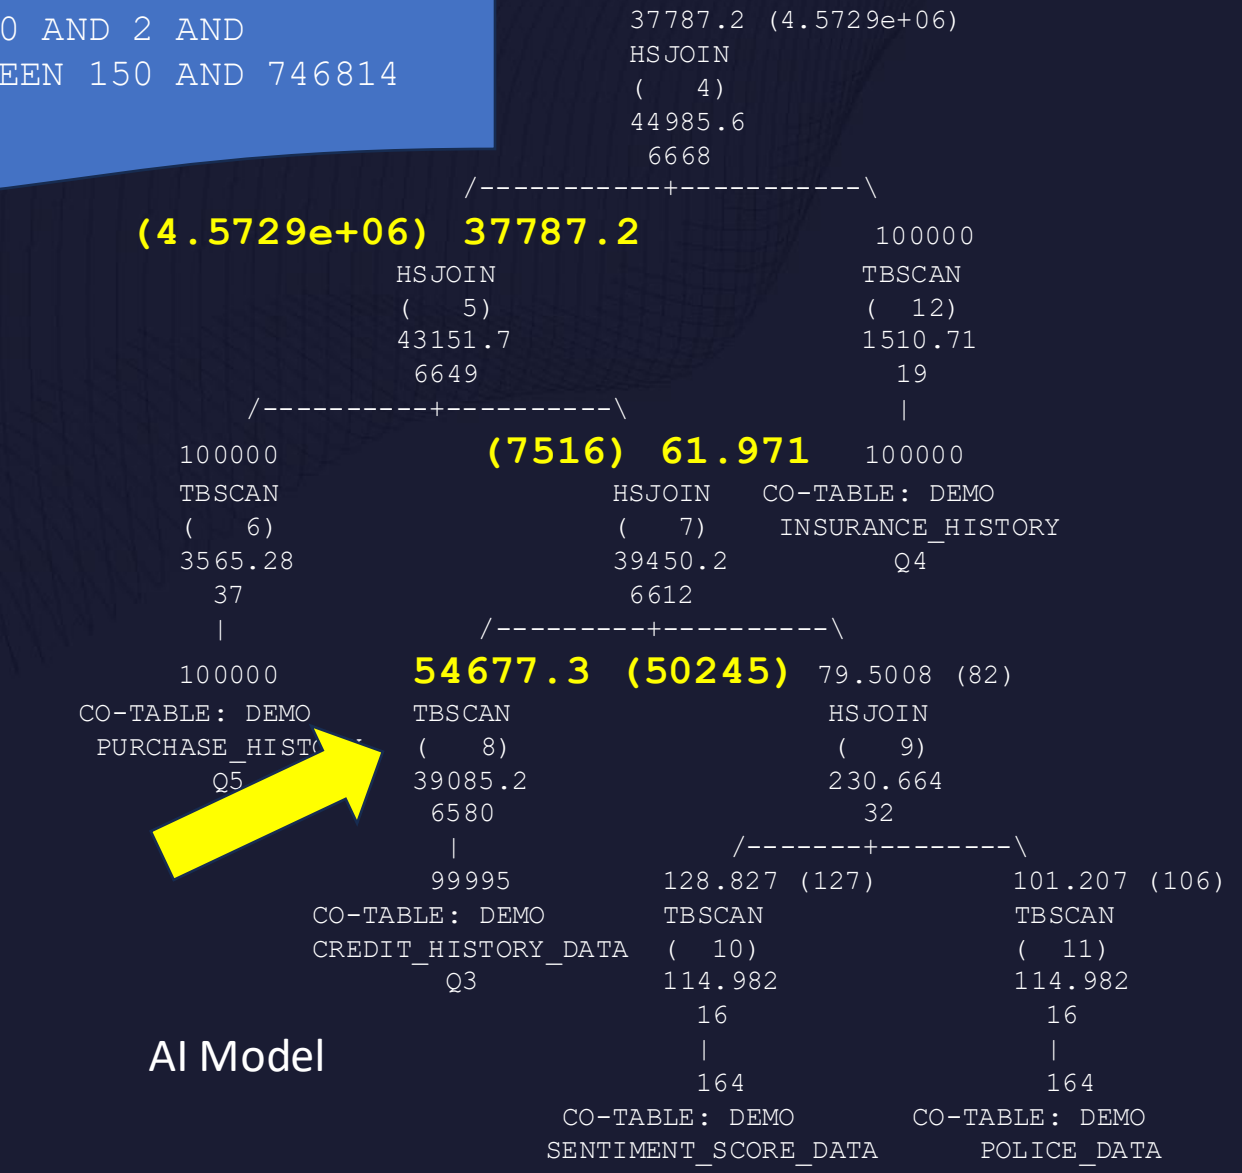 0 AND 2 AND
EEN 150 AND 746814
37787.2 (4.5729e+06)
HSJOIN
( 4)
44985.6
6668
/-----------+-----------\
(4.5729e+06) 37787.2 100000
HSJOIN TBSCAN
( 5) ( 12)
43151.7 1510.71
6649 19
/----------+----------\ |
100000 (7516) 61.971 100000
TBSCAN HSJOIN CO-TABLE: DEMO
( 6) ( 7) INSURANCE_HISTORY
3565.28 39450.2 Q4
37 6612
| /---------+----------\
100000 54677.3 (50245) 79.5008 (82)
CO-TABLE: DEMO TBSCAN HSJOIN
PURCHASE_HIST ( 8) ( 9)
Q5 39085.2 230.664
6580 32
| /-------+--------\
99995 128.827 (127) 101.207 (106)
CO-TABLE: DEMO TBSCAN TBSCAN
CREDIT_HISTORY_DATA ( 10) ( 11)
Q3 114.982 114.982
16 16
AI Model | |
164 164
CO-TABLE: DEMO CO-TABLE: DEMO
SENTIMENT_SCORE_DATA POLICE_DATA